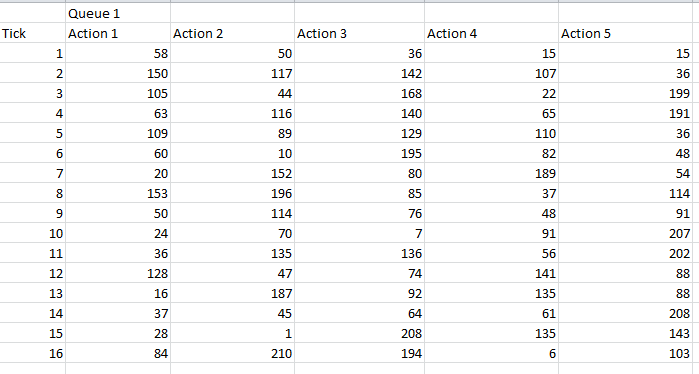 Queue 1
Tick Action 1 Action 2 Action 3 Action 4 Action 5
1 58 50 36 15 15
2 150 117 142 107 36
3 105 44 168 22 199
4 63 116 140 65 191
5 109 89 129 110 36
6 60 10 195 82 48
7 20 152 80 189 54
8 153 196 85 37 114
9 50 114 76 48 91
10 24 70 7 91 207
11 36 135 136 56 202
12 128 47 74 141 88
13 16 187 92 135 88
14 37 45 64 61 208
15 28 1 208 135 143
16 84 210 194 6 103